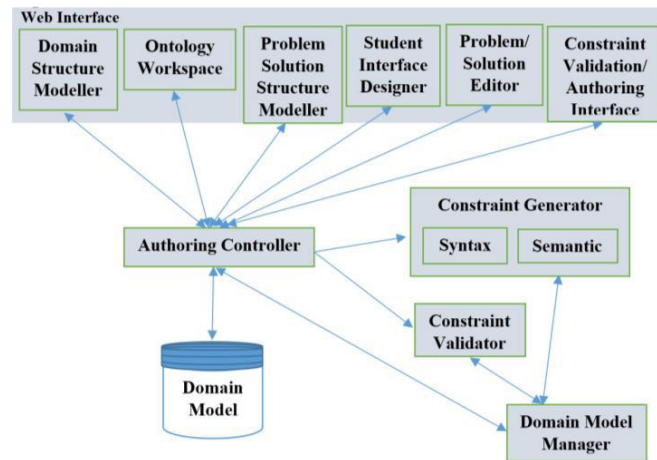 Web Interface
Domain
Structure
Modeller
Ontology
Workspace
Problem
Solution
Structure
Modeller
Student
Interface
Designer
Problem/
Solution
Editor
Constraint
Validation/
Authoring
Interface
Authoring Controller
Constraint Generator
Syntax
Semantic
Constraint
Validator
Domain
Model
Domain Model
Manager